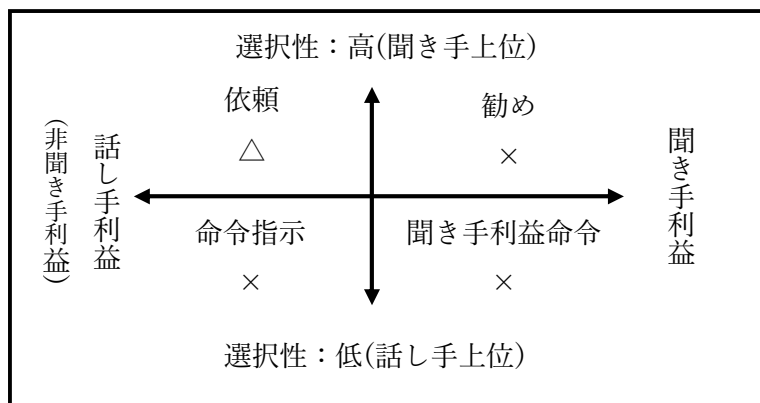 選択性：高(聞き手上位)
依頼
勧め
△
×
(非聞き手利益)
話し手利益
聞き手利益
命令指示
聞き手利益命令
×
×
選択性：低(話し手上位)